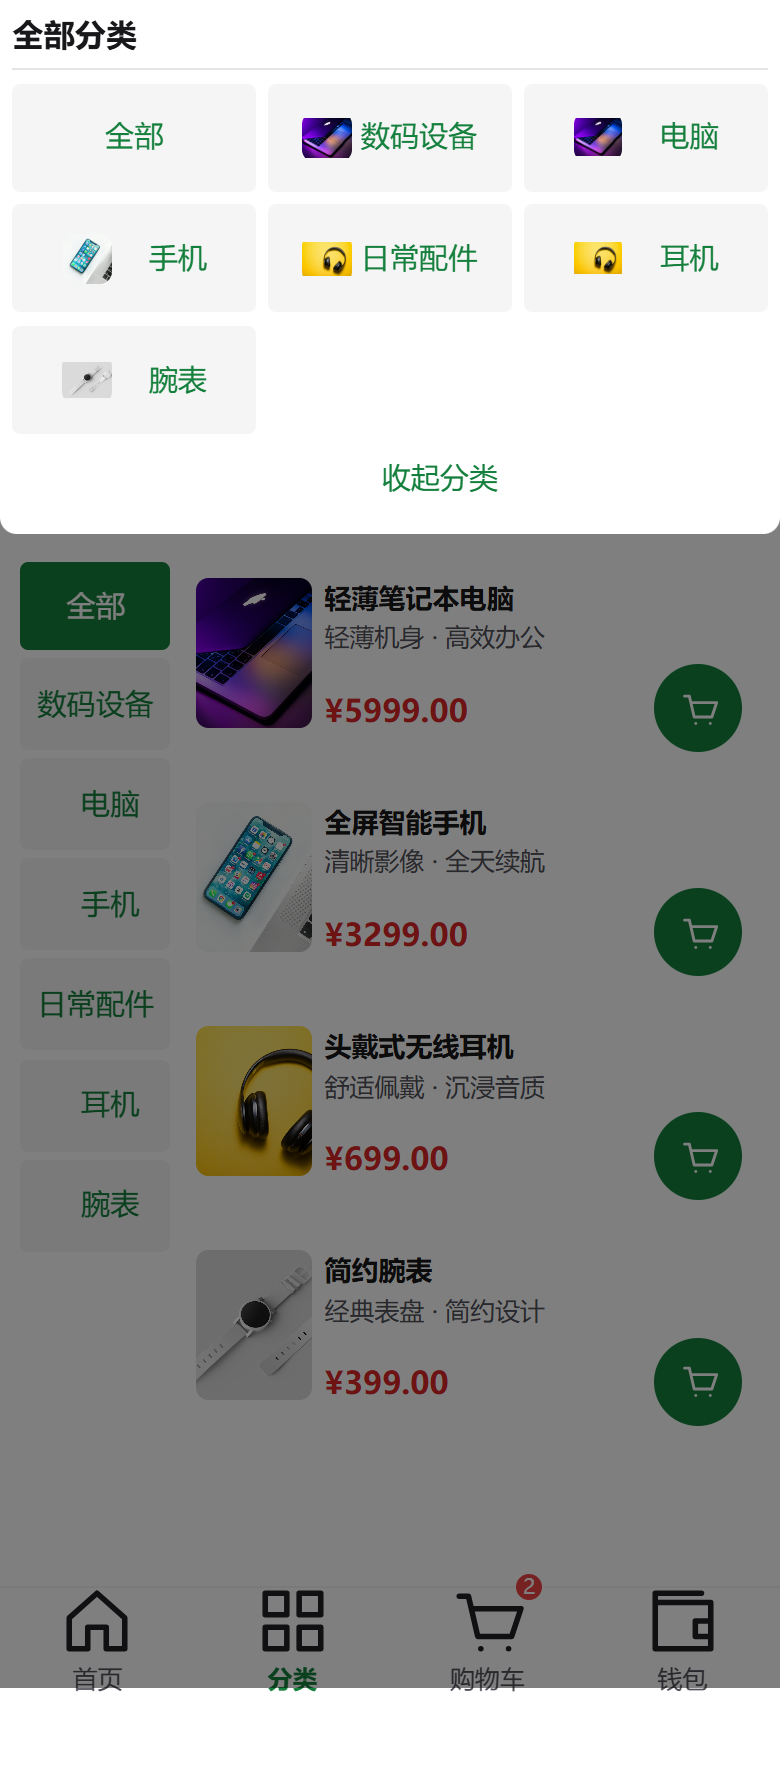 全部分类
全部
数码设备
电脑
手机
日常配件
耳机
腕表
收起分类
全部
数码设备
电脑
手机
日常配件
耳机
腕表
轻薄笔记本电脑
轻薄机身 · 高效办公
¥5999.00
全屏智能手机
清晰影像 · 全天续航
¥3299.00
头戴式无线耳机
舒适佩戴 · 沉浸音质
¥699.00
简约腕表
经典表盘 · 简约设计
¥399.00
2
首页
分类
购物车
钱包